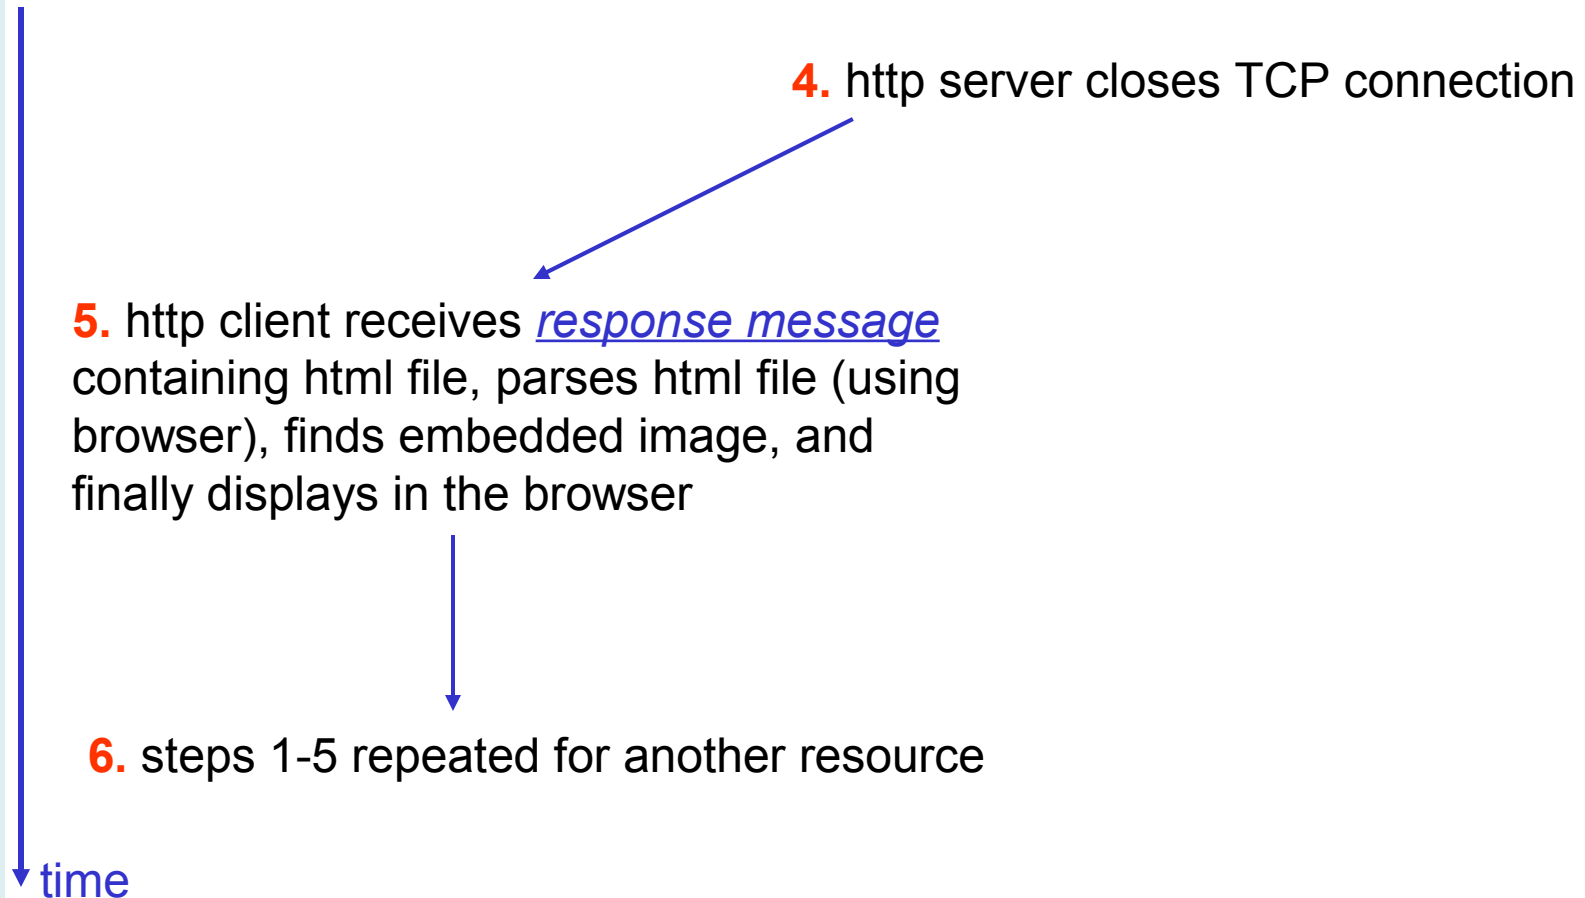 4. http server closes TCP connection
5. http client receives response message
containing html file, parses html file (using
browser), finds embedded image, and
finally displays in the browser
6. steps 1-5 repeated for another resource
time